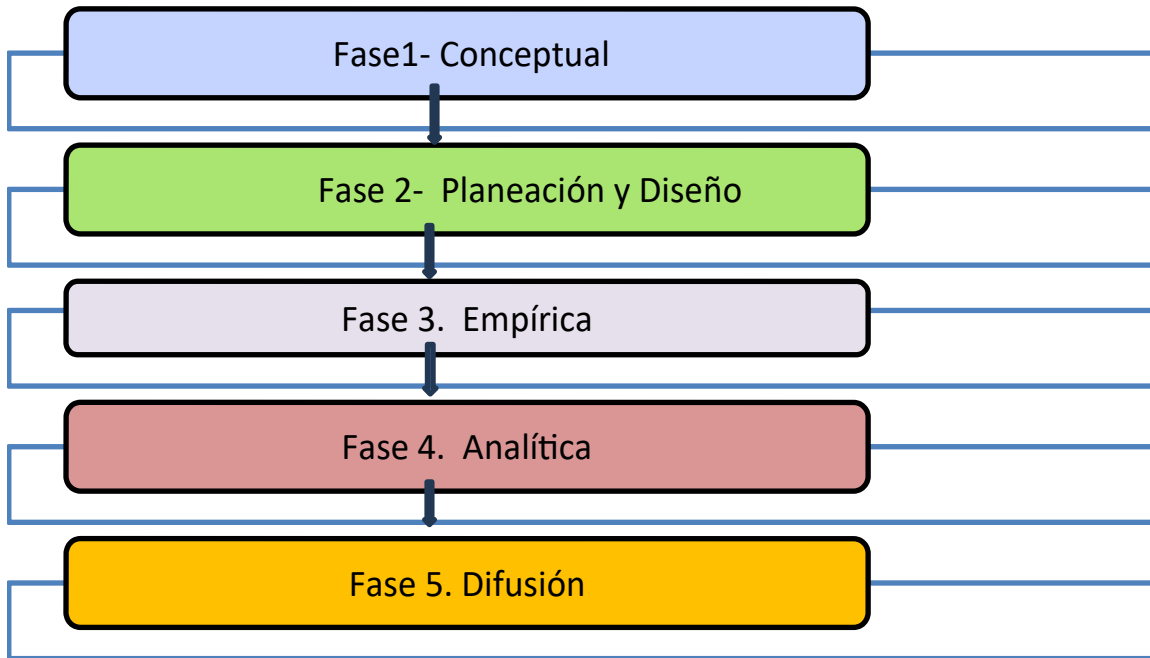 Fase1- Conceptual
Fase 2-  Planeación y Diseño
Fase 3.  Empírica
Fase 4.  Analítica
Fase 5. Difusión